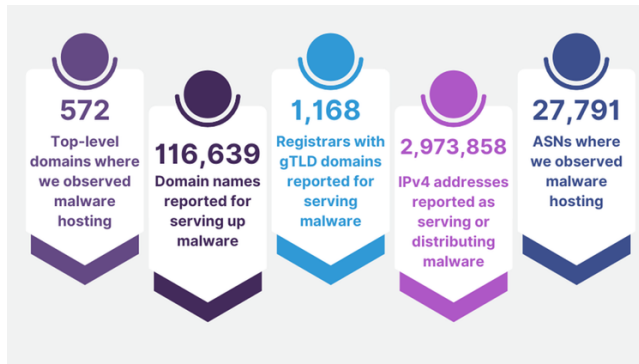 572
Top-level
domains where
we observed
malware
hosting
116,639
Domain names
reported for
serving up
malware
1,168
Registrars with
gTLD domains
reported for
serving
malware
2,973,858
IPv4 addresses
reported as
serving or
distributing
malware
27,791
ASNs where
we observed
malware
hosting